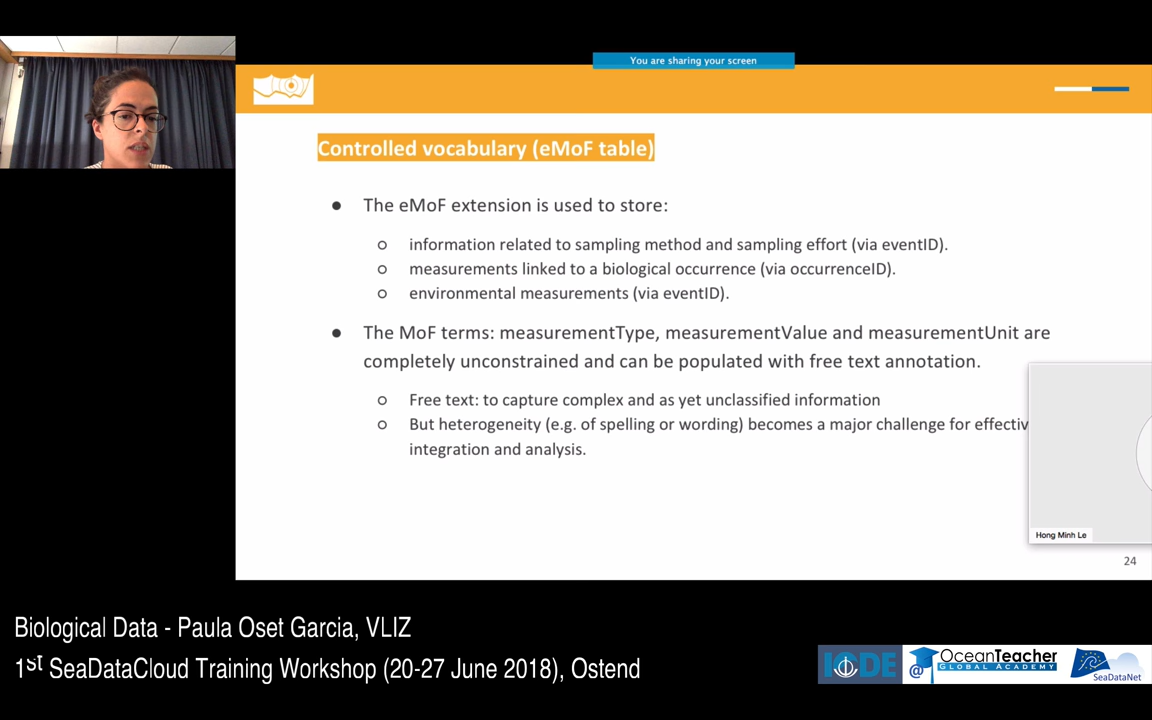 You are sharing your screen
Controlled vocabulary (eMoF table)
● The eMoF extension is used to store:
○ information related to sampling method and sampling effort (via eventID).
○ measurements linked to a biological occurrence (via occurrenceID).
○ environmental measurements (via eventID).
● The MoF terms: measurementType, measurementValue and measurementUnit are
completely unconstrained and can be populated with free text annotation.
○ Free text: to capture complex and as yet unclassified information
○ But heterogeneity (e.g. of spelling or wording) becomes a major challenge for effectiv
integration and analysis.
Hong Minh Le
24
Biological Data - Paula Oset Garcia, VLIZ
1st SeaDataCloud Training Workshop (20-27 June 2018), Ostend
IODE
@ OceanTeacher
GLOBAL ACADEMY
SeaDataNet